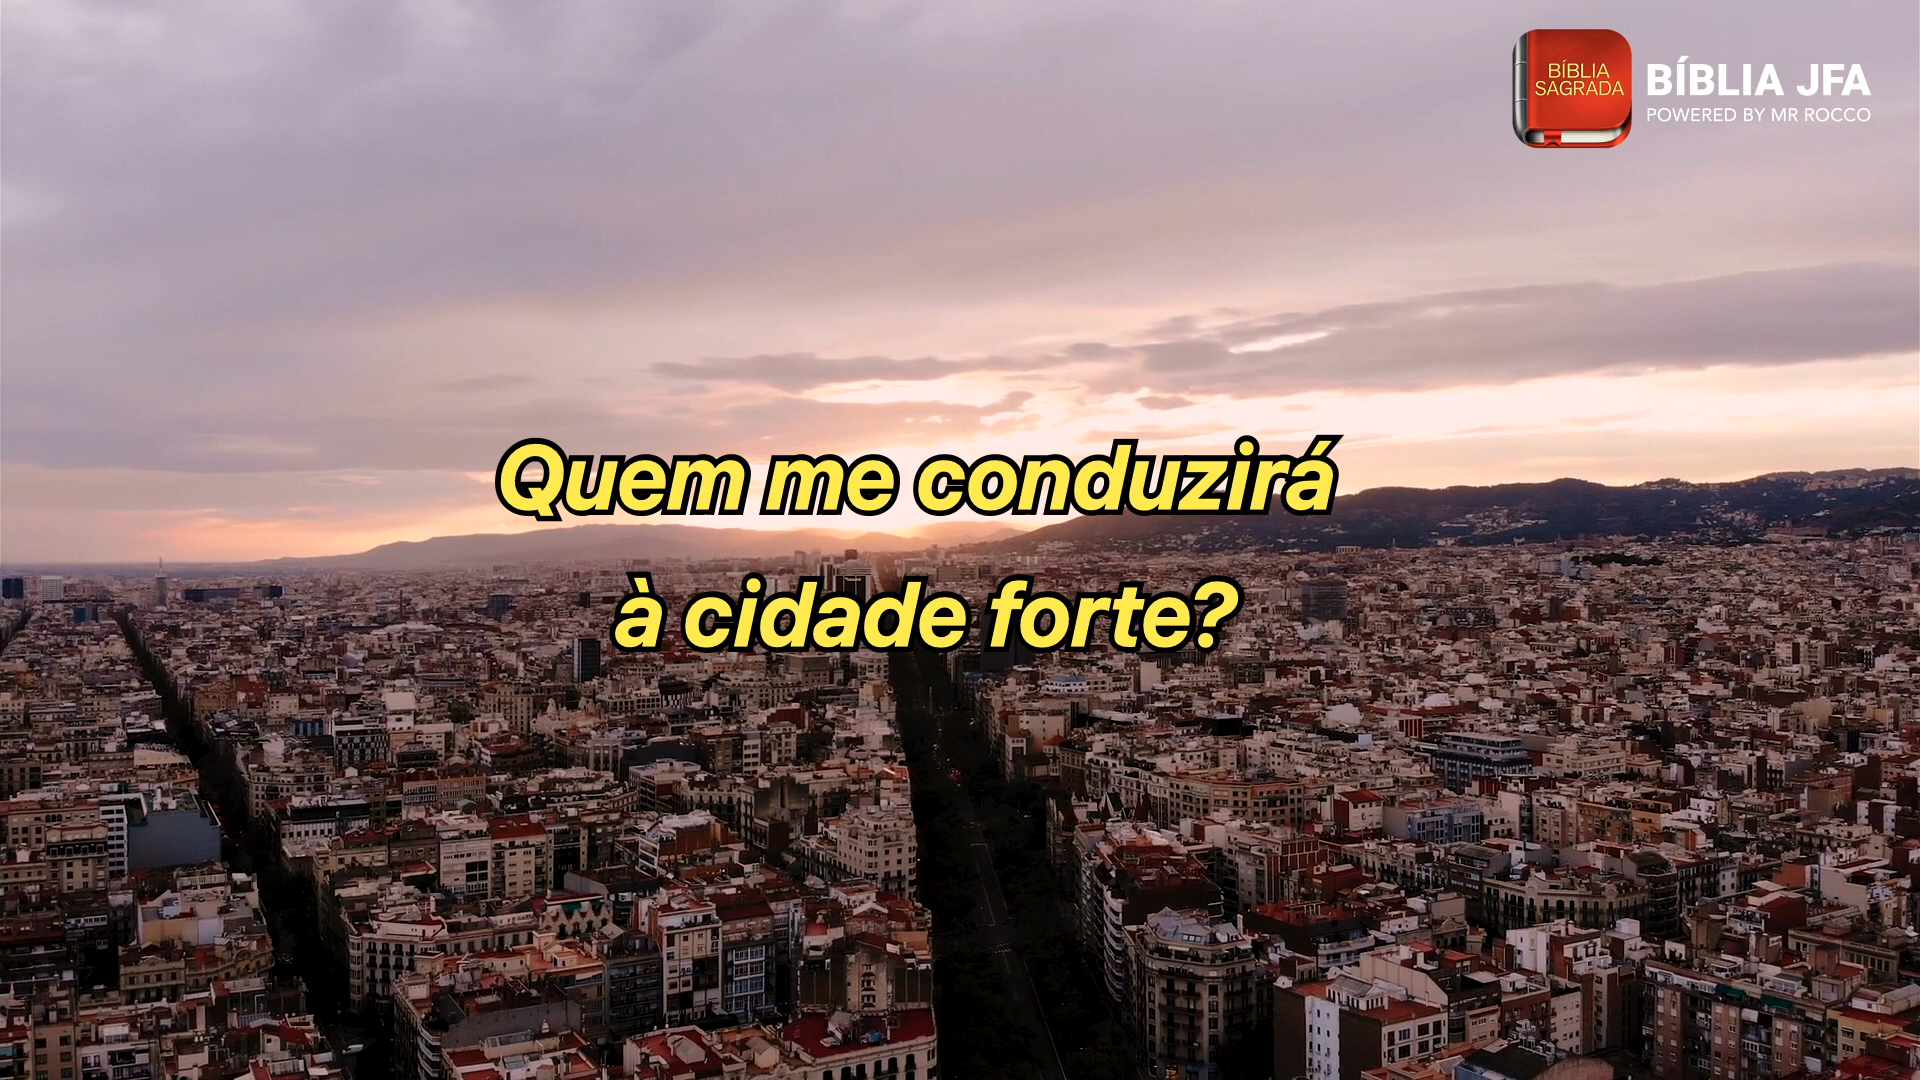 BÍBLIA
SAGRADA
BÍBLIA JFA
POWERED BY MR ROCCO
Quem me conduzirá
à cidade forte?